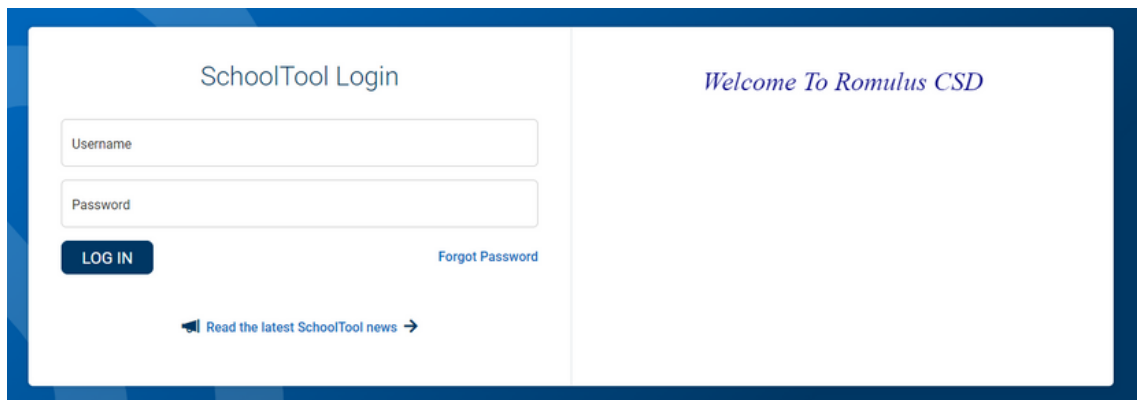 SchoolTool Login
Username
Password
LOG IN
Forgot Password
Read the latest SchoolTool news
Welcome To Romulus CSD